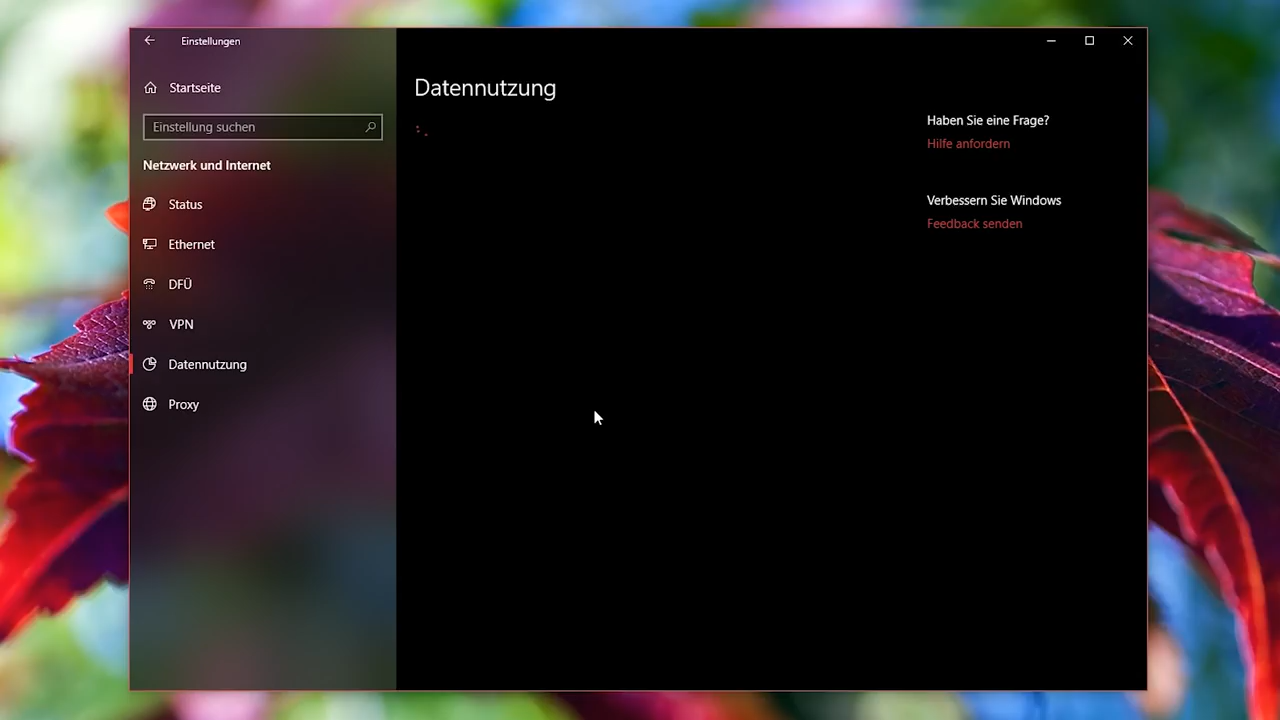 Einstellungen
Startseite
Einstellung suchen
Netzwerk und Internet
Status
Ethernet
DFÜ
VPN
Datennutzung
Proxy
Datennutzung
Haben Sie eine Frage?
Hilfe anfordern
Verbessern Sie Windows
Feedback senden